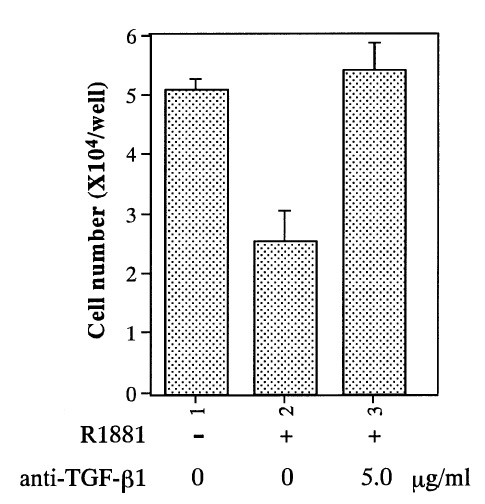 6
5
4
3
2
1
0
Cell number (X10⁴/well)
1 2 3
R1881 - + +
anti-TGF-β1 0 0 5.0 μg/ml